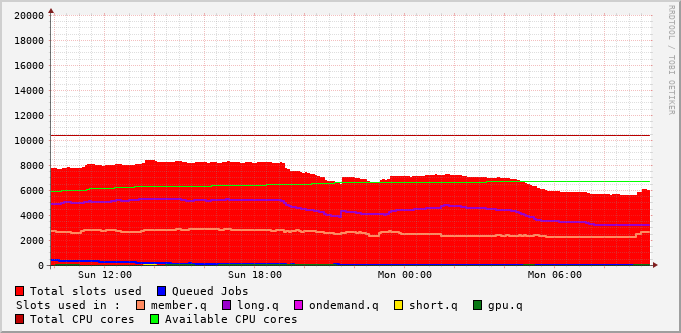 RRDTOOL / TOBI OETIKER
20000
18000
16000
14000
12000
10000
8000
6000
4000
2000
0
Sun 12:00 Sun 18:00 Mon 00:00 Mon 06:00
Total slots used Queued Jobs
Slots used in : member.q long.q ondemand.q short.q gpu.q
Total CPU cores Available CPU cores